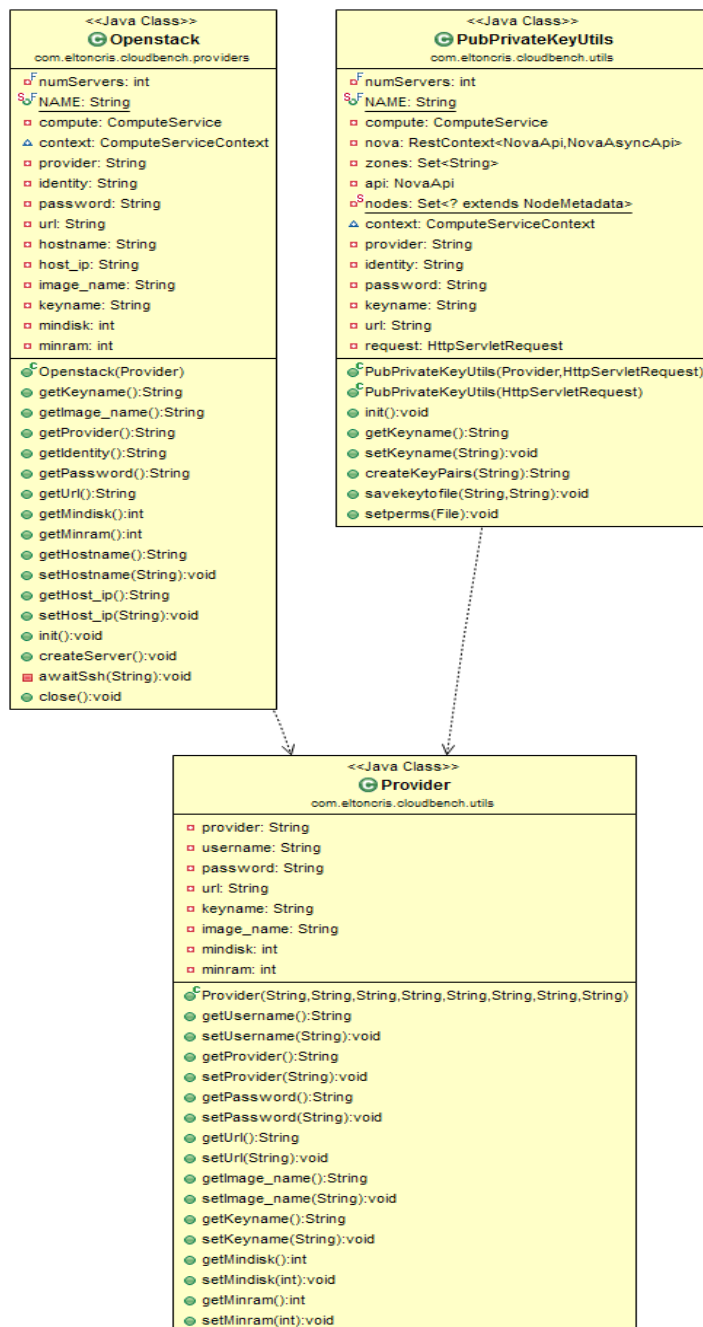 <<Java Class>>
Openstack
com.eltoncris.cloudbench.providers
numServers: int
NAME: String
compute: ComputeService
context: ComputeServiceContext
provider: String
identity: String
password: String
url: String
hostname: String
host_ip: String
image_name: String
keyname: String
mindisk: int
minram: int
Openstack(Provider)
getKeyname():String
getImage_name():String
getProvider():String
getIdentity():String
getPassword():String
getUrl():String
getMindisk():int
getMinram():int
getHostname():String
setHostname(String):void
getHost_ip():String
setHost_ip(String):void
init():void
createServer():void
awaitSsh(String):void
close():void
<<Java Class>>
PubPrivateKeyUtils
com.eltoncris.cloudbench.utils
numServers: int
NAME: String
compute: ComputeService
nova: RestContext<NovaApi,NovaAsyncApi>
zones: Set<String>
api: NovaApi
nodes: Set<? extends NodeMetadata>
context: ComputeServiceContext
provider: String
identity: String
password: String
keyname: String
url: String
request: HttpServletRequest
PubPrivateKeyUtils(Provider,HttpServletRequest)
PubPrivateKeyUtils(HttpServletRequest)
init():void
getKeyname():String
setKeyname(String):void
createKeyPairs(String):String
savekeytofile(String,String):void
setperms(File):void
<<Java Class>>
Provider
com.eltoncris.cloudbench.utils
provider: String
username: String
password: String
url: String
keyname: String
image_name: String
mindisk: int
minram: int
Provider(String,String,String,String,String,String,String,String)
getUsername():String
setUsername(String):void
getProvider():String
setProvider(String):void
getPassword():String
setPassword(String):void
getUrl():String
setUrl(String):void
getImage_name():String
setImage_name(String):void
getKeyname():String
setKeyname(String):void
getMindisk():int
setMindisk(int):void
getMinram():int
setMinram(int):void